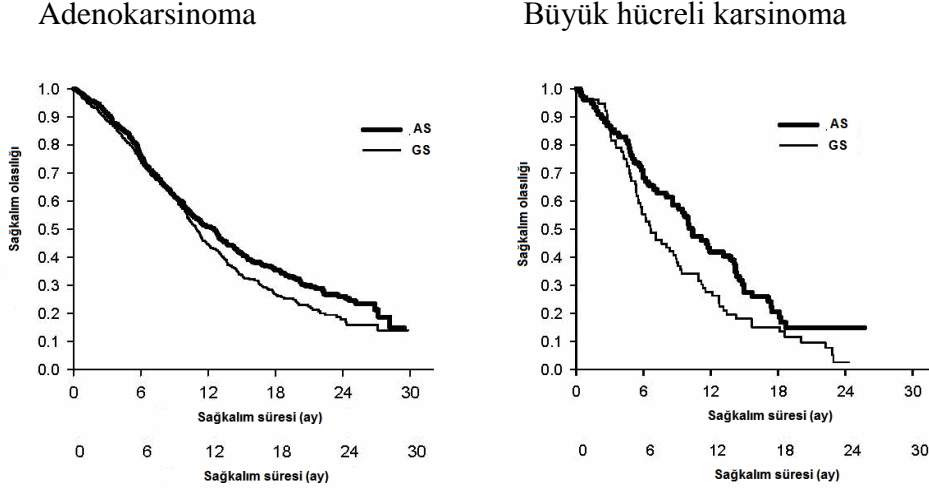 Adenokarsinoma
1.0
0.9
0.8
0.7
0.6
0.5
0.4
0.3
0.2
0.1
0.0
Sağkalım olasılığı
AS
GS
0 6 12 18 24 30
Sağkalım süresi (ay)
0 6 12 18 24 30
Sağkalım süresi (ay)
Büyük hücreli karsinoma
1.0
0.9
0.8
0.7
0.6
0.5
0.4
0.3
0.2
0.1
0.0
Sağkalım olasılığı
AS
GS
0 6 12 18 24 30
Sağkalım süresi (ay)
0 6 12 18 24 30
Sağkalım süresi (ay)